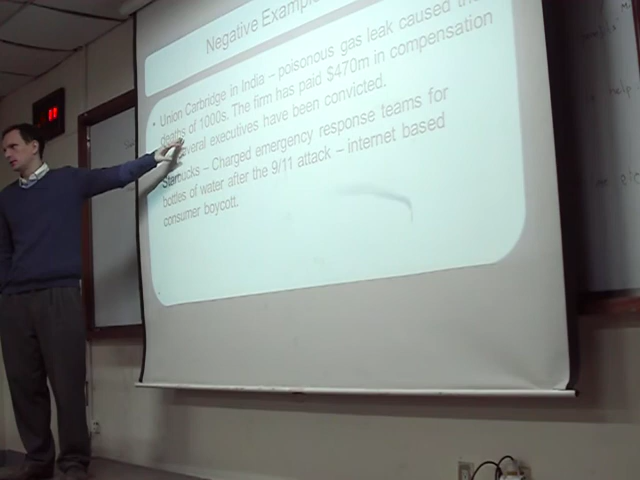 Negative Example
• Union Carbridge in India – poisonous gas leak caused the
deaths of 1000s. The firm has paid $470m in compensation
several executives have been convicted.
Starbucks – Charged emergency response teams for
bottles of water after the 9/11 attack – internet based
consumer boycott.
help